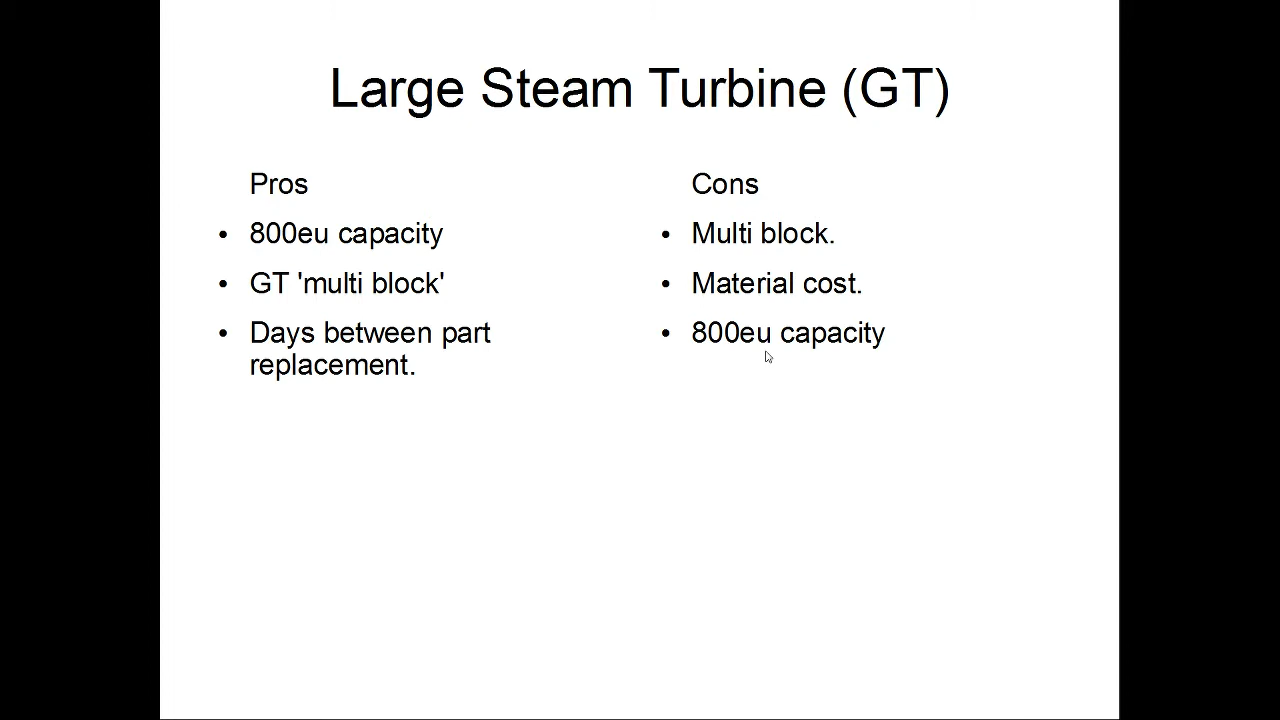 Large Steam Turbine (GT)
Pros
• 800eu capacity
• GT 'multi block'
• Days between part
replacement.
Cons
• Multi block.
• Material cost.
• 800eu capacity